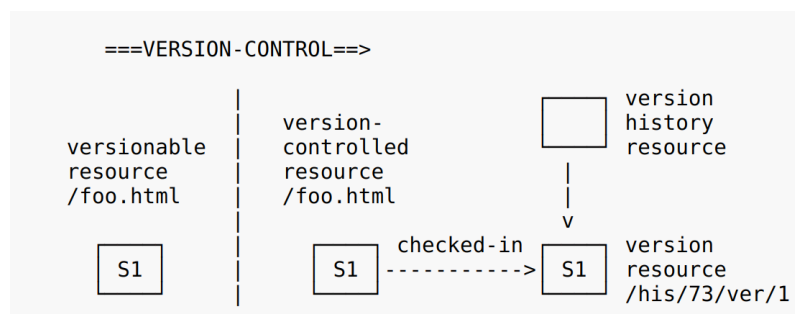 ===VERSION-CONTROL==>
versionable
resource
/foo.html
S1
version-
controlled
resource
/foo.html
S1
checked-in
----------->
version
history
resource
|
|
v
S1
version
resource
/his/73/ver/1